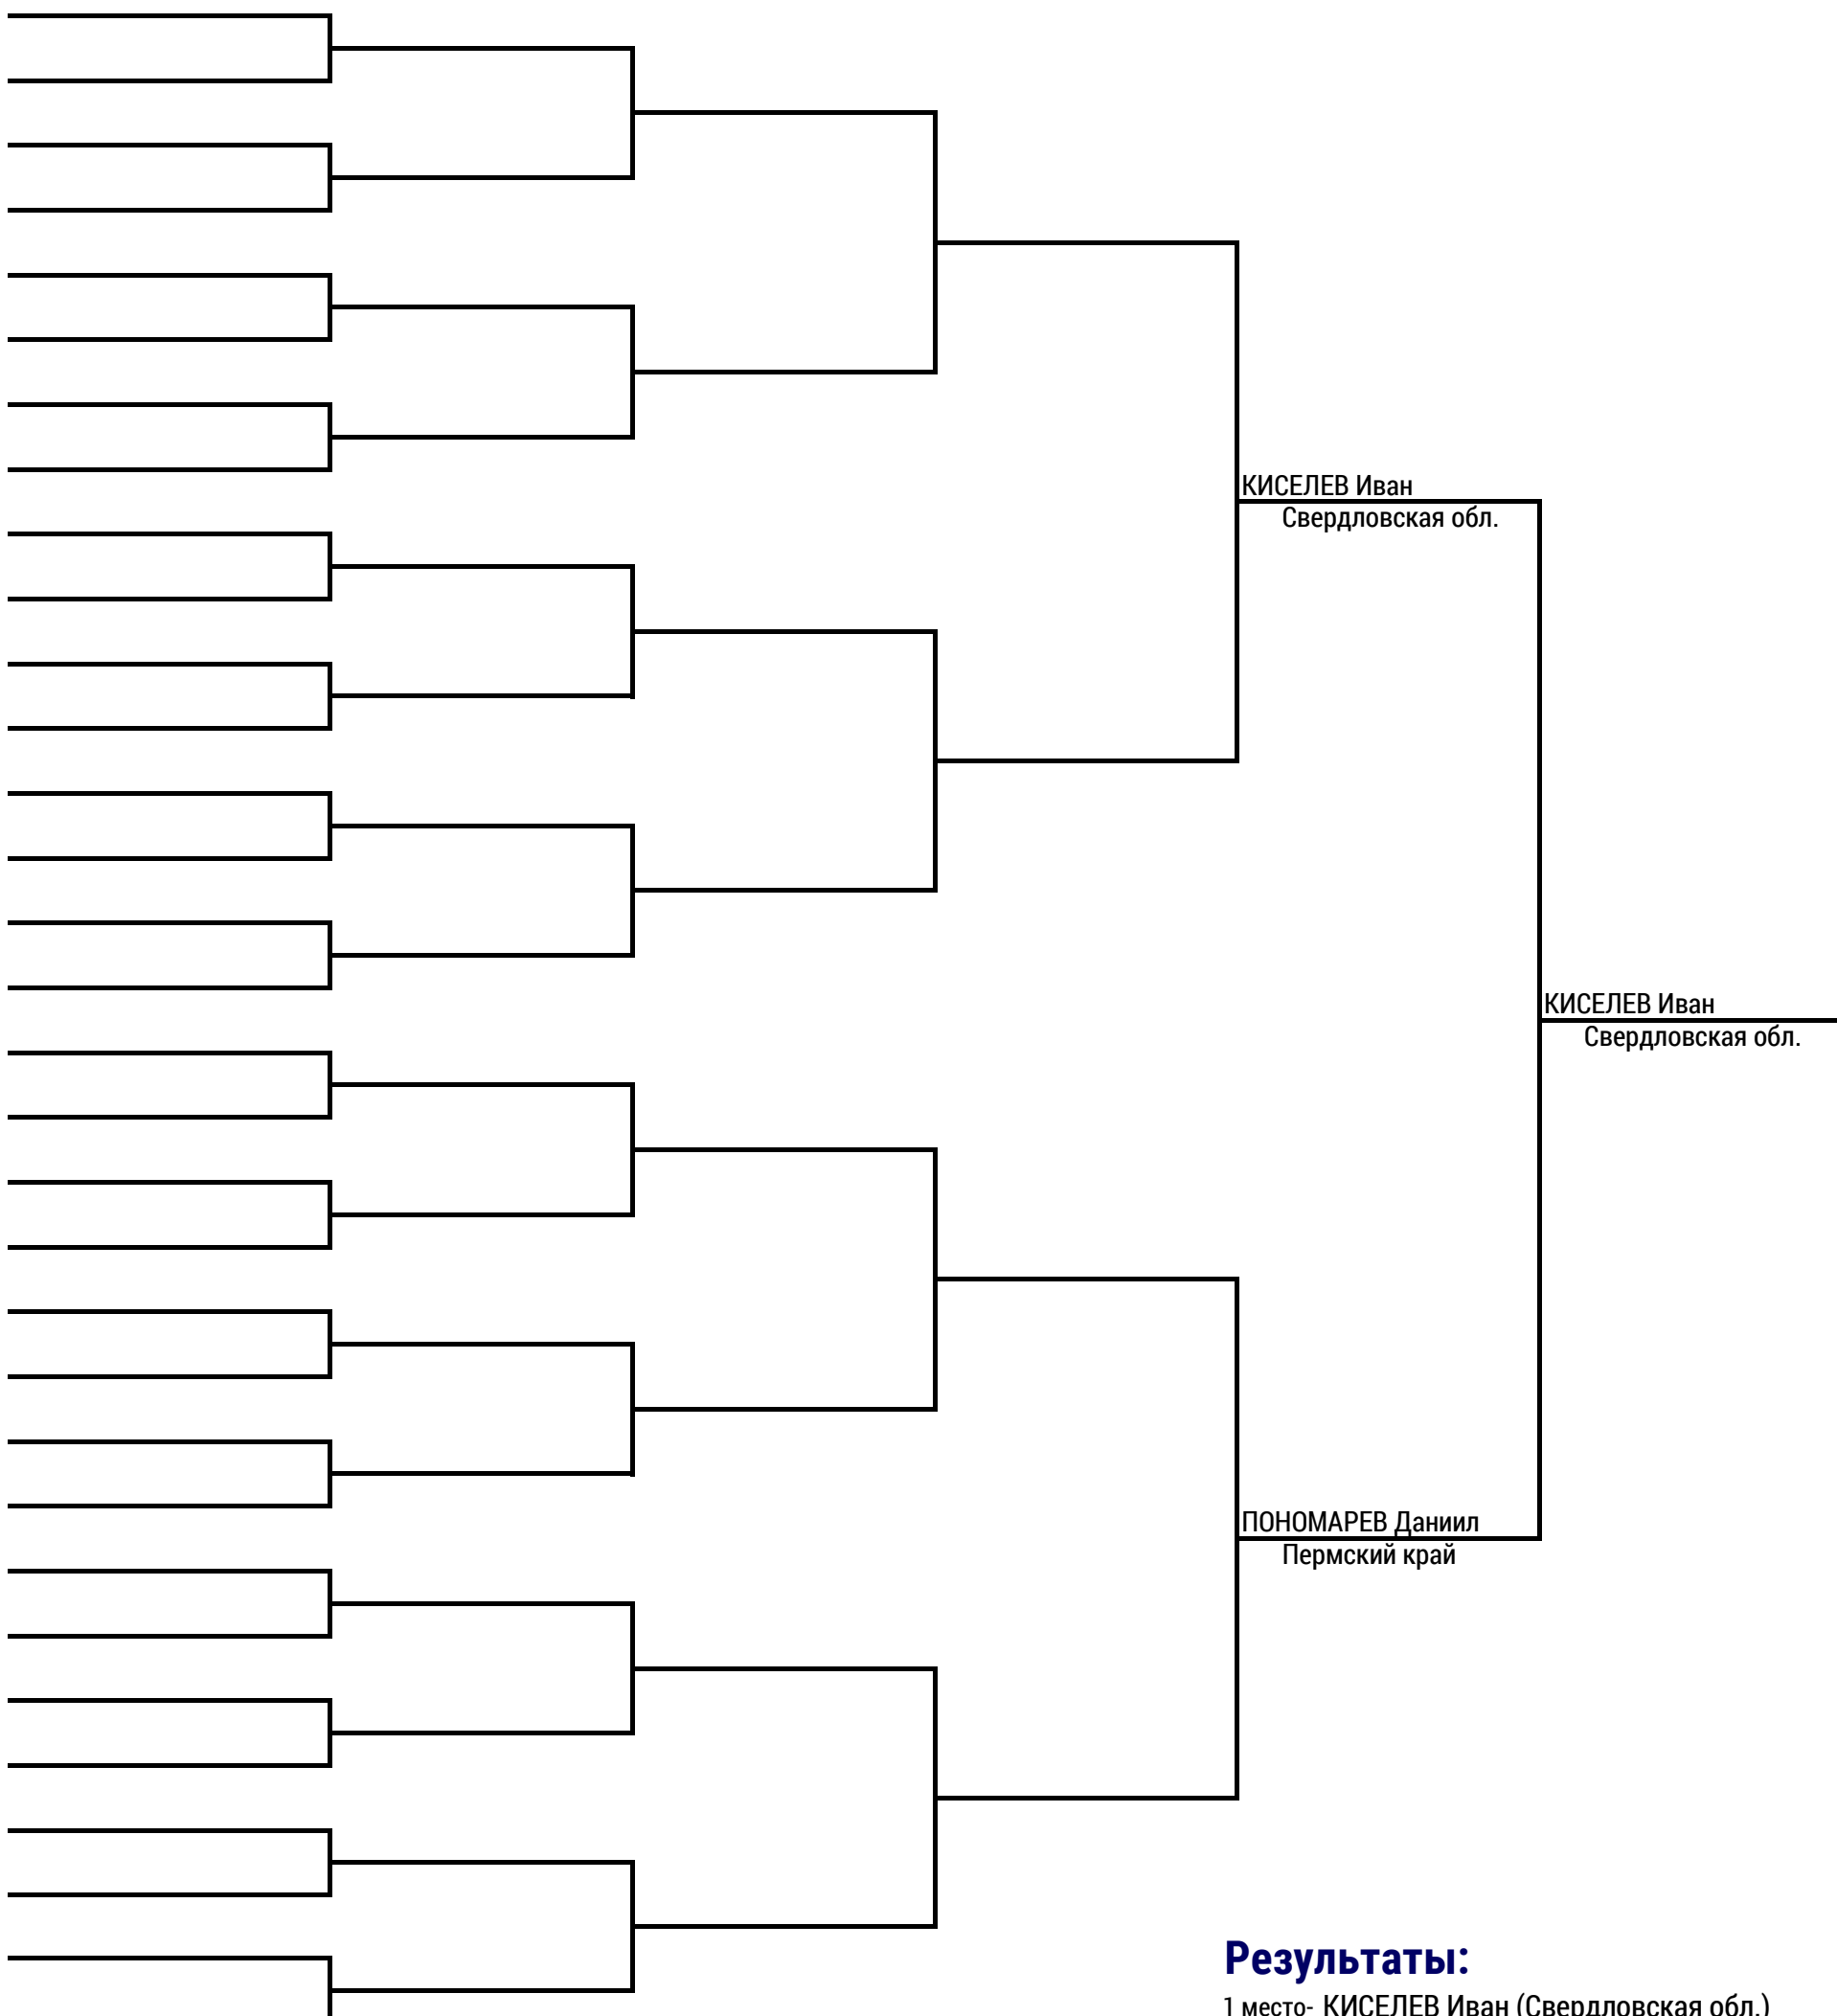 КИСЕЛЕВ Иван
Свердловская обл.
КИСЕЛЕВ Иван
Свердловская обл.
ПОНОМАРЕВ Даниил
Пермский край
Результаты:
1 место- КИСЕЛЕВ Иван (Свердловская обл.)